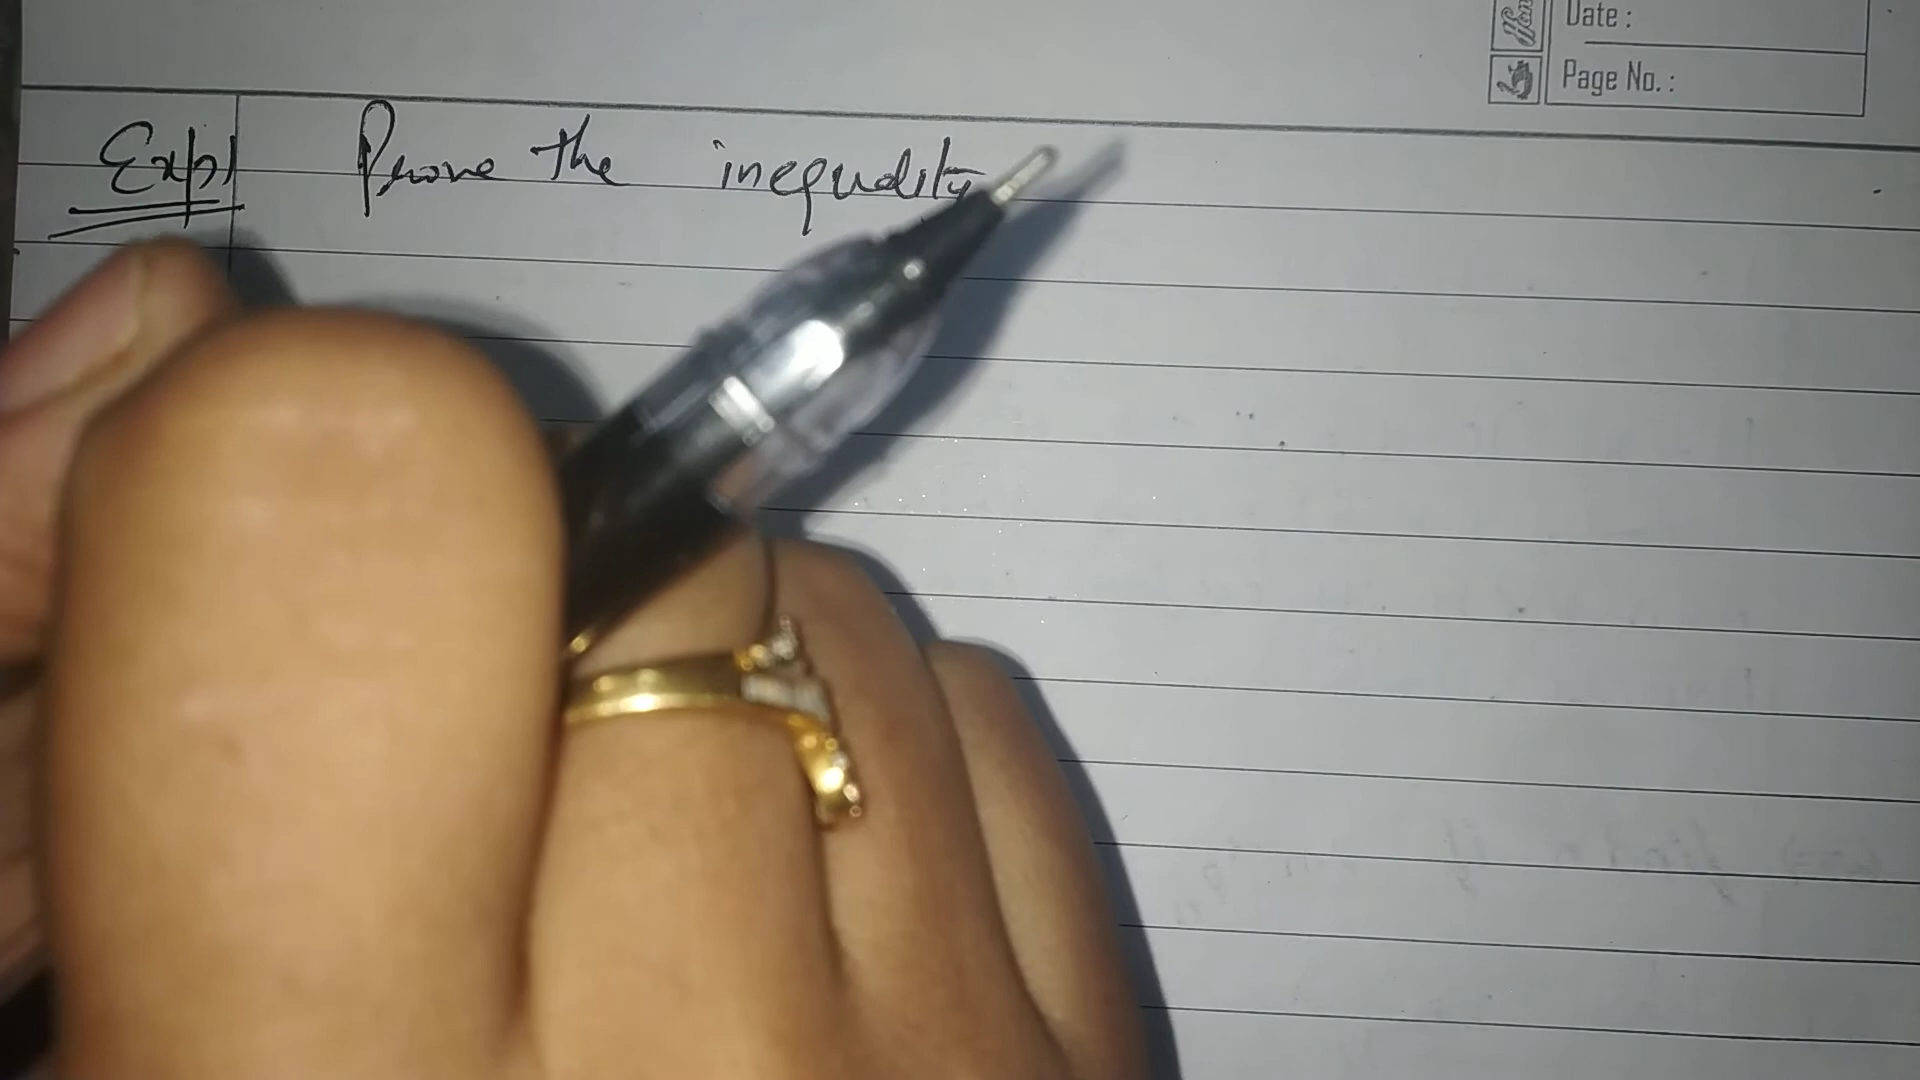 Date :
Page No. :
Exp1 Prove the inequality